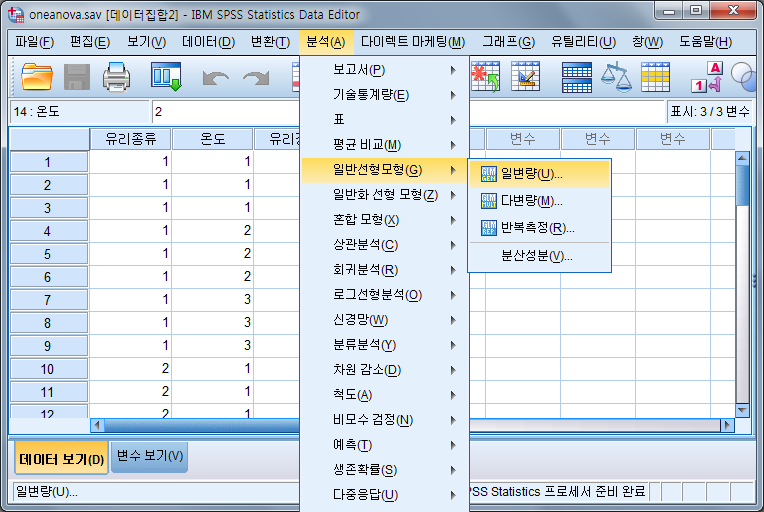 oneanova.sav [데이터집합2] - IBM SPSS Statistics Data Editor
파일(F) 편집(E) 보기(V) 데이터(D) 변환(T) 분석(A) 다이렉트 마케팅(M) 그래프(G) 유틸리티(U) 창(W) 도움말(H)
14 : 온도 2 표시: 3 / 3 변수
유리종류 온도 변수 변수 변수
1 1 1
2 1 1
3 1 1
4 1 2
5 1 2
6 1 2
7 1 3
8 1 3
9 1 3
10 2 1
11 2 1
12 2 1
보고서(P)
기술통계량(E)
표
평균 비교(M)
일반선형모형(G)
일반화 선형 모형(Z)
혼합 모형(X)
상관분석(C)
회귀분석(R)
로그선형분석(O)
신경망(W)
분류분석(Y)
차원 감소(D)
척도(A)
비모수 검정(N)
예측(T)
생존확률(S)
다중응답(U)
GLM GEN 일변량(U)...
GLM MULT 다변량(M)...
GLM REP 반복측정(R)...
분산성분(V)...
데이터 보기(D) 변수 보기(V)
일변량(U)... PSS Statistics 프로세서 준비 완료